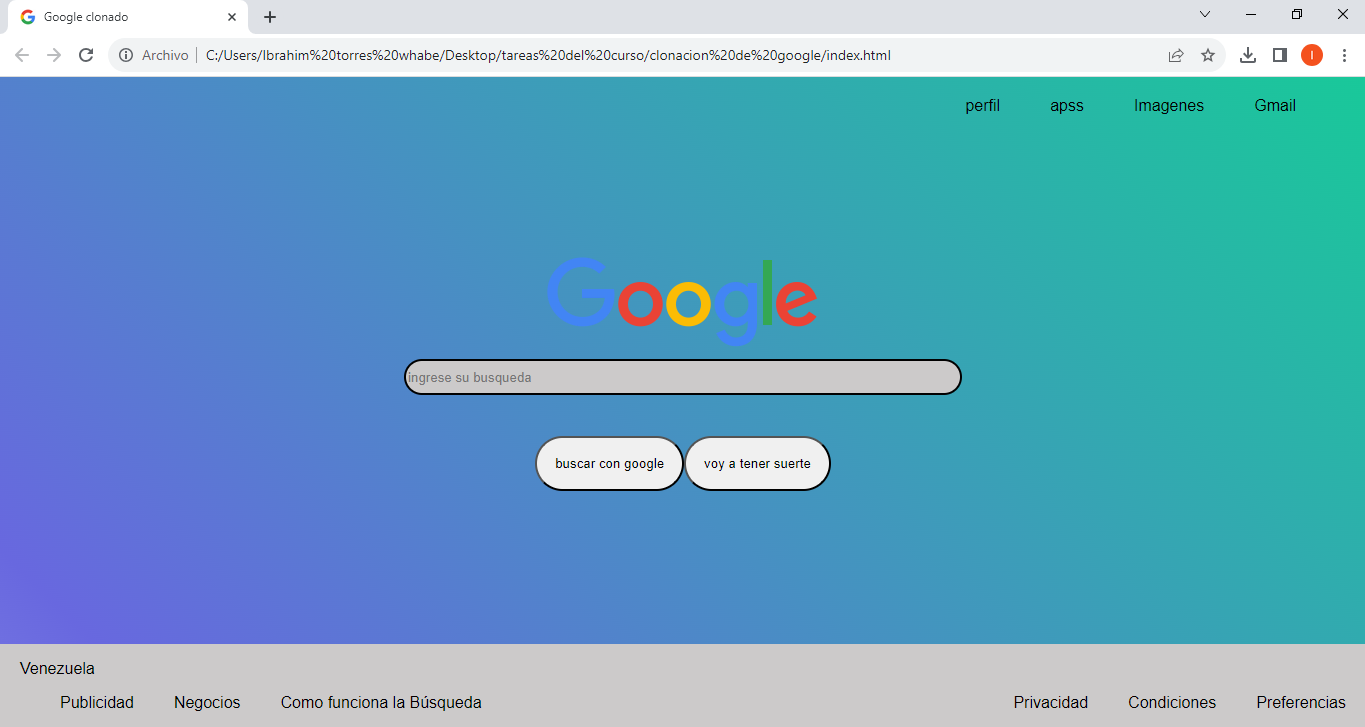 Google clonado
Archivo C:/Users/Ibrahim%20torres%20whabe/Desktop/tareas%20del%20curso/clonacion%20de%20google/index.html I
perfil apss Imagenes Gmail
Google
ingrese su busqueda
buscar con google voy a tener suerte
Venezuela
Publicidad Negocios Como funciona la Búsqueda Privacidad Condiciones Preferencias